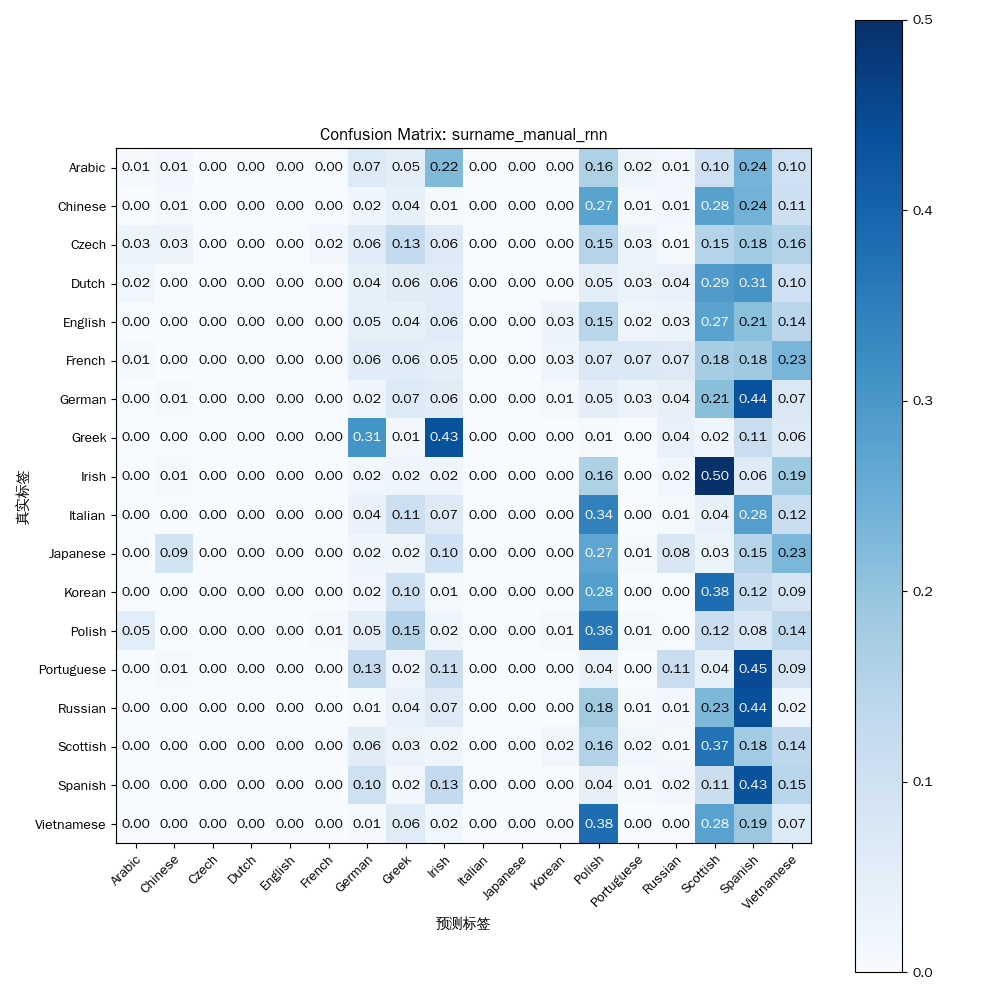 Confusion Matrix: surname_manual_rnn
真实标签
Arabic 0.01 0.01 0.00 0.00 0.00 0.00 0.07 0.05 0.22 0.00 0.00 0.00 0.16 0.02 0.01 0.10 0.24 0.10
Chinese 0.00 0.01 0.00 0.00 0.00 0.00 0.02 0.04 0.01 0.00 0.00 0.00 0.27 0.01 0.01 0.28 0.24 0.11
Czech 0.03 0.03 0.00 0.00 0.00 0.02 0.06 0.13 0.06 0.00 0.00 0.00 0.15 0.03 0.01 0.15 0.18 0.16
Dutch 0.02 0.00 0.00 0.00 0.00 0.00 0.04 0.06 0.06 0.00 0.00 0.00 0.05 0.03 0.04 0.29 0.31 0.10
English 0.00 0.00 0.00 0.00 0.00 0.00 0.05 0.04 0.06 0.00 0.00 0.03 0.15 0.02 0.03 0.27 0.21 0.14
French 0.01 0.00 0.00 0.00 0.00 0.00 0.06 0.06 0.05 0.00 0.00 0.03 0.07 0.07 0.07 0.18 0.18 0.23
German 0.00 0.01 0.00 0.00 0.00 0.00 0.02 0.07 0.06 0.00 0.00 0.01 0.05 0.03 0.04 0.21 0.44 0.07
Greek 0.00 0.00 0.00 0.00 0.00 0.00 0.31 0.01 0.43 0.00 0.00 0.00 0.01 0.00 0.04 0.02 0.11 0.06
Irish 0.00 0.01 0.00 0.00 0.00 0.00 0.02 0.02 0.02 0.00 0.00 0.00 0.16 0.00 0.02 0.50 0.06 0.19
Italian 0.00 0.00 0.00 0.00 0.00 0.00 0.04 0.11 0.07 0.00 0.00 0.00 0.34 0.00 0.01 0.04 0.28 0.12
Japanese 0.00 0.09 0.00 0.00 0.00 0.00 0.02 0.02 0.10 0.00 0.00 0.00 0.27 0.01 0.08 0.03 0.15 0.23
Korean 0.00 0.00 0.00 0.00 0.00 0.00 0.02 0.10 0.01 0.00 0.00 0.00 0.28 0.00 0.00 0.38 0.12 0.09
Polish 0.05 0.00 0.00 0.00 0.00 0.01 0.05 0.15 0.02 0.00 0.00 0.01 0.36 0.01 0.00 0.12 0.08 0.14
Portuguese 0.00 0.01 0.00 0.00 0.00 0.00 0.13 0.02 0.11 0.00 0.00 0.00 0.04 0.00 0.11 0.04 0.45 0.09
Russian 0.00 0.00 0.00 0.00 0.00 0.00 0.01 0.04 0.07 0.00 0.00 0.00 0.18 0.01 0.01 0.23 0.44 0.02
Scottish 0.00 0.00 0.00 0.00 0.00 0.00 0.06 0.03 0.02 0.00 0.00 0.02 0.16 0.02 0.01 0.37 0.18 0.14
Spanish 0.00 0.00 0.00 0.00 0.00 0.00 0.10 0.02 0.13 0.00 0.00 0.00 0.04 0.01 0.02 0.11 0.43 0.15
Vietnamese 0.00 0.00 0.00 0.00 0.00 0.00 0.01 0.06 0.02 0.00 0.00 0.00 0.38 0.00 0.00 0.28 0.19 0.07
Arabic Chinese Czech Dutch English French German Greek Irish Italian Japanese Korean Polish Portuguese Russian Scottish Spanish Vietnamese
预测标签
0.5
0.4
0.3
0.2
0.1
0.0